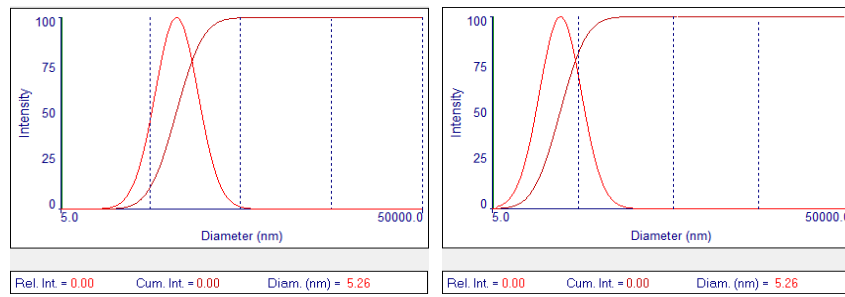 100
75
50
25
0
Intensity
5.0
50000.0
Diameter (nm)
Rel. Int. = 0.00 Cum. Int. = 0.00 Diam. (nm) = 5.26
100
75
50
25
0
Intensity
5.0
50000.0
Diameter (nm)
Rel. Int. = 0.00 Cum. Int. = 0.00 Diam. (nm) = 5.26